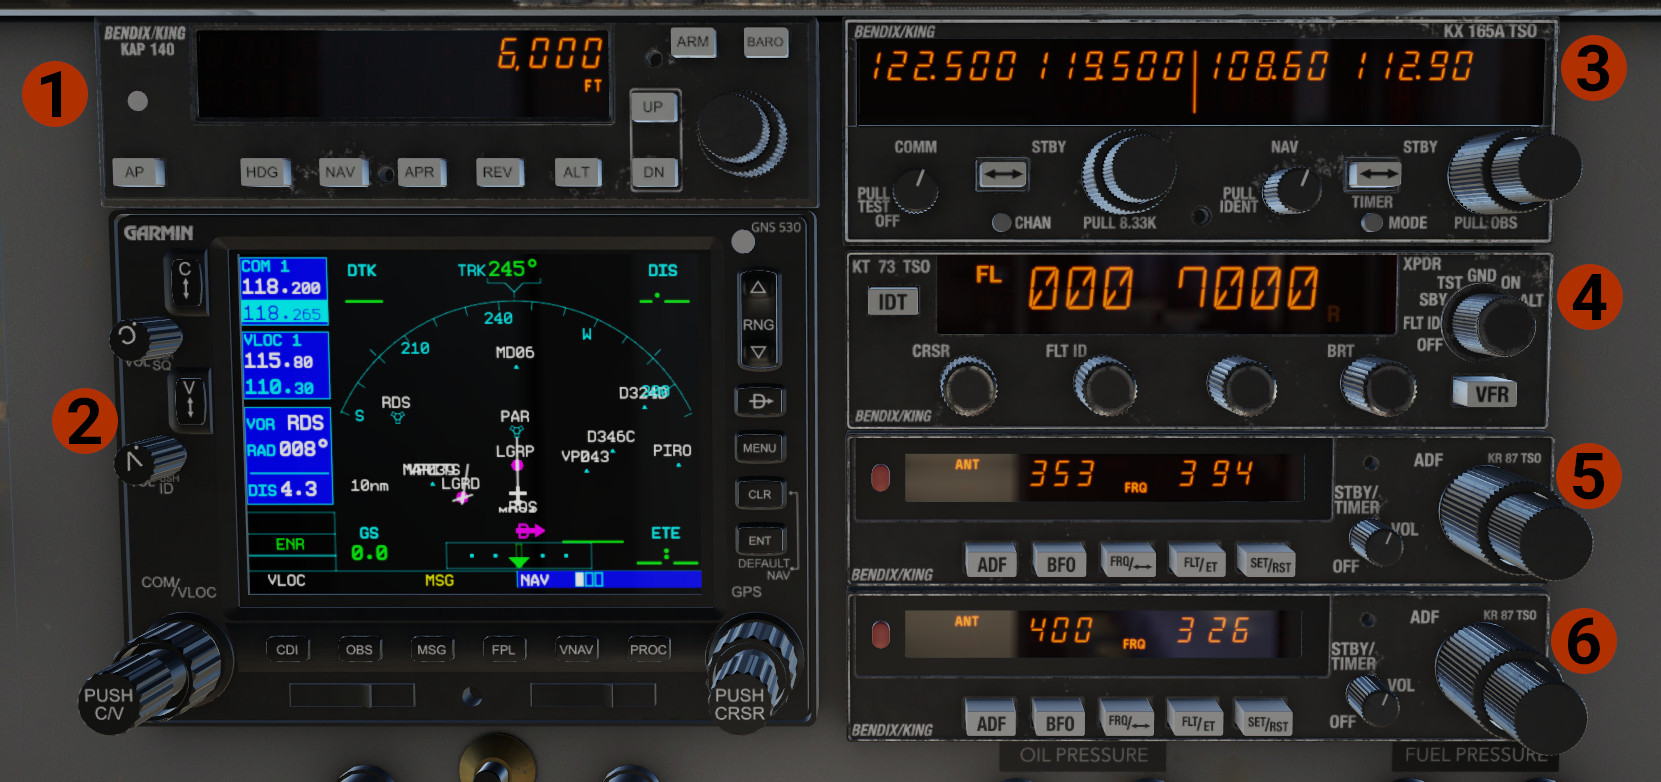 1
BENDIX/KING
KAP 140
6,000
FT
ARM
BARO
UP
DN
AP
HDG
NAV
APR
REV
ALT
2
GARMIN
GNS 530
C
V
VOL SQ
PUSH
ID
COM/VLOC
PUSH
C/V
COM 1
118.200
118.265
VLOC 1
115.80
110.30
VOR RDS
RAD 008°
DIS 4.3
ENR
VLOC
MSG
NAV
DTK
TRK 245°
DIS
240
210
W
S
MD06
RDS
PAR
D324D
D346C
LGRP
VP043
PIRO
LGRD
10nm
GS
0.0
ETE
RNG
D
MENU
CLR
ENT
DEFAULT
NAV
GPS
CDI
OBS
MSG
FPL
VNAV
PROC
PUSH
CRSR
3
BENDIX/KING
KX 165A TSO
122.500 119.500 108.60 112.90
COMM
STBY
NAV
STBY
PULL
TEST
OFF
CHAN
PULL 8.33K
PULL
IDENT
TIMER
MODE
PULL OBS
4
KT 73 TSO
XPDR
IDT
FL 000 7000
R
TST
GND
ON
SBY
ALT
FLT ID
OFF
CRSR
FLT ID
BRT
VFR
BENDIX/KING
5
ANT
353
FRQ
394
ADF
KR 87 TSO
STBY/
TIMER
VOL
OFF
BENDIX/KING
ADF
BFO
FRQ/
FLT/ET
SET/RST
6
ANT
400
FRQ
326
ADF
KR 87 TSO
STBY/
TIMER
VOL
OFF
BENDIX/KING
ADF
BFO
FRQ/
FLT/ET
SET/RST
OIL PRESSURE
FUEL PRESSURE